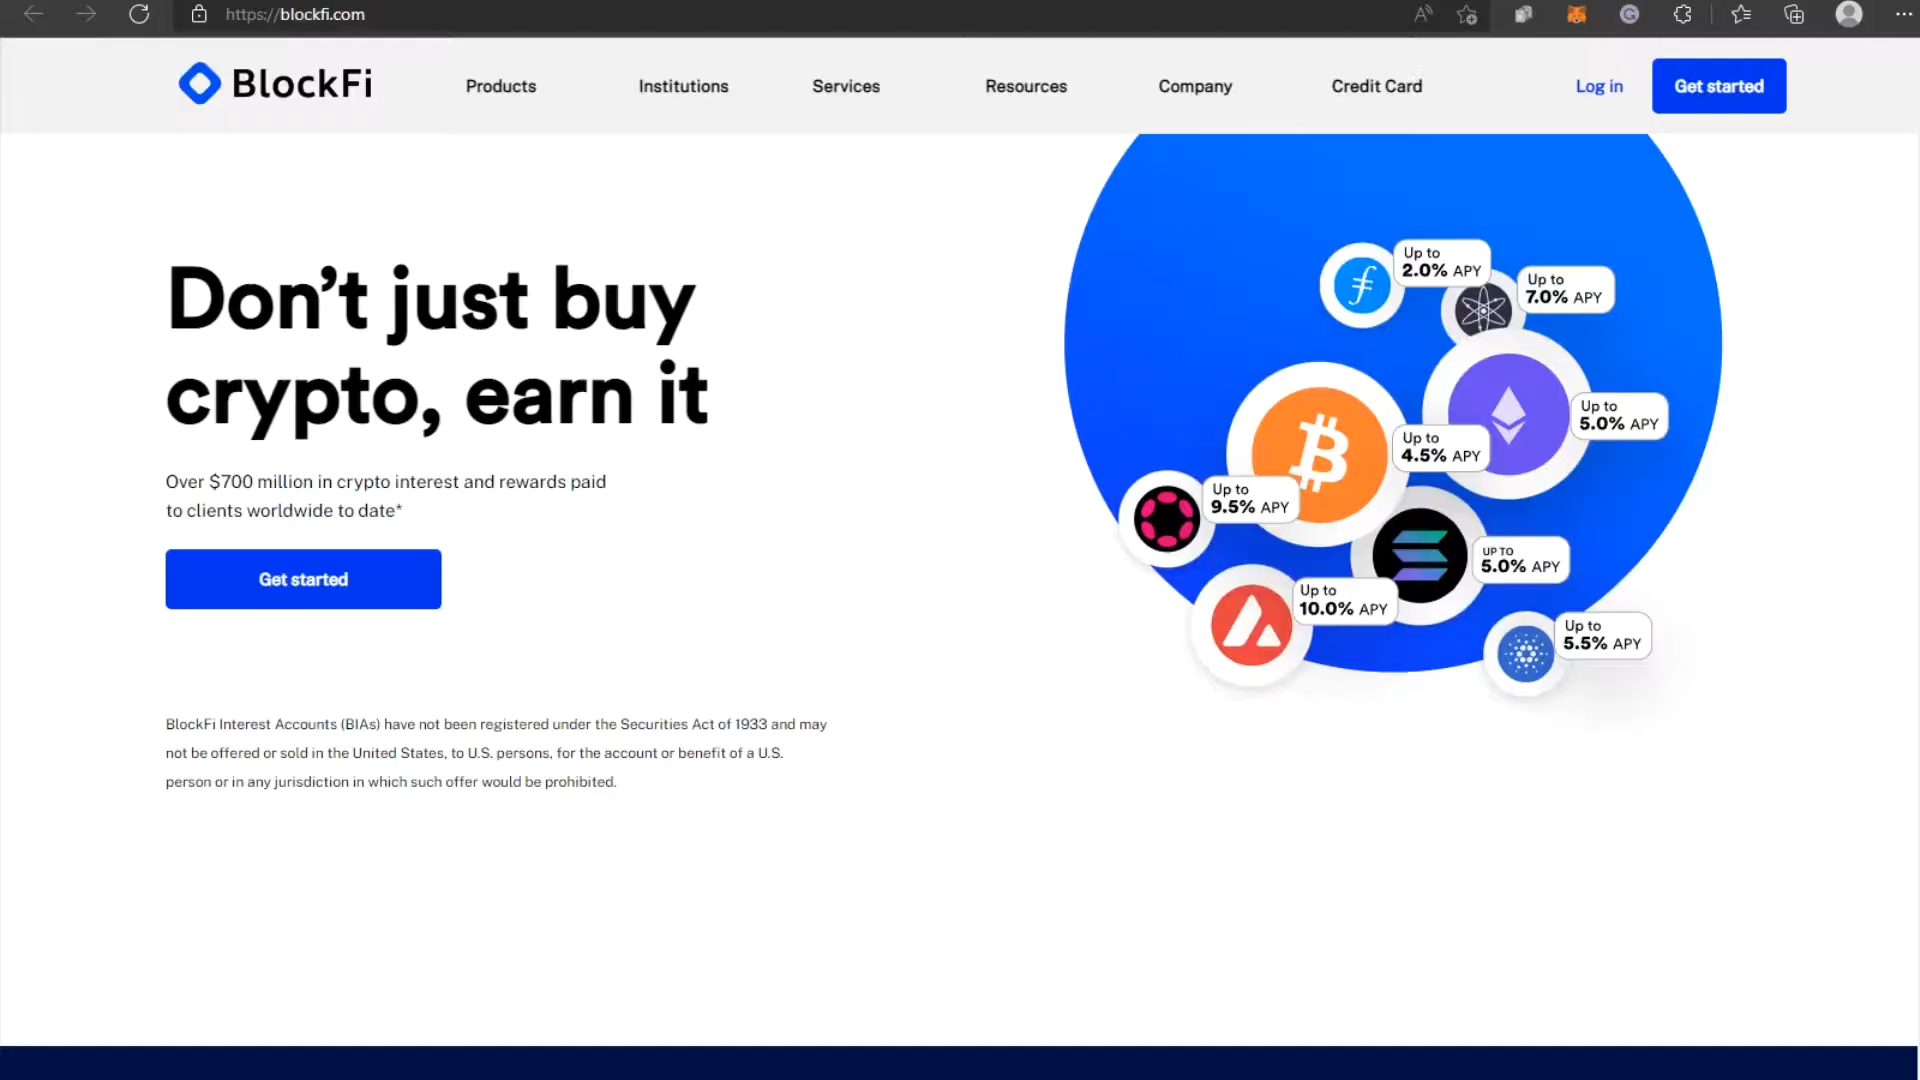 https://blockfi.com
BlockFi
Products
Institutions
Services
Resources
Company
Credit Card
Log in
Get started
Don’t just buy
crypto, earn it
Over $700 million in crypto interest and rewards paid
to clients worldwide to date*
Get started
BlockFi Interest Accounts (BIAs) have not been registered under the Securities Act of 1933 and may
not be offered or sold in the United States, to U.S. persons, for the account or benefit of a U.S.
person or in any jurisdiction in which such offer would be prohibited.
Up to
2.0% APY
Up to
7.0% APY
Up to
5.0% APY
Up to
4.5% APY
Up to
9.5% APY
UP TO
5.0% APY
Up to
10.0% APY
Up to
5.5% APY